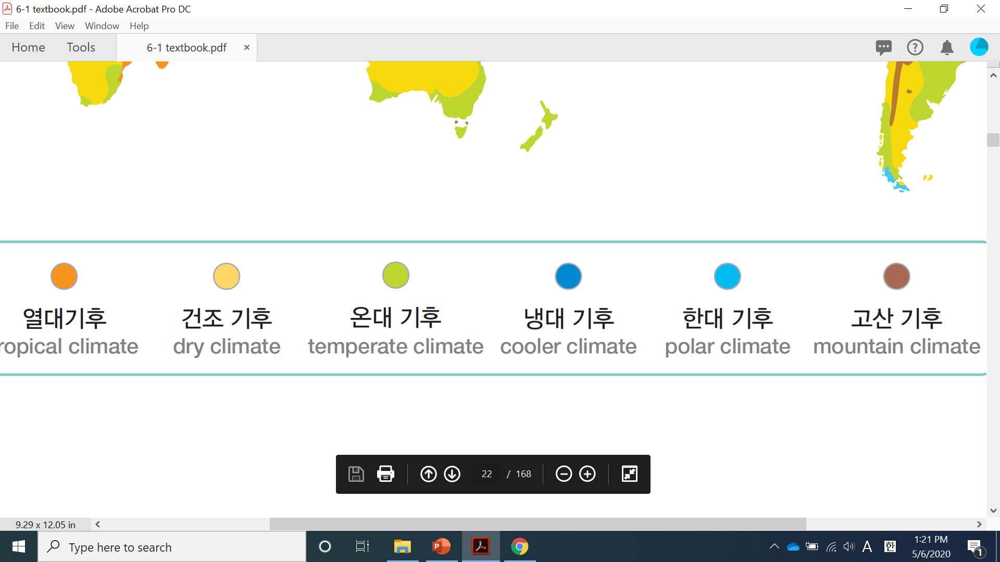 6-1 textbook.pdf - Adobe Acrobat Pro DC
File Edit View Window Help
Home Tools 6-1 textbook.pdf ×
열대기후 건조 기후 온대 기후 냉대 기후 한대 기후 고산 기후
ropical climate dry climate temperate climate cooler climate polar climate mountain climate
22 / 168
9.29 x 12.05 in
Type here to search
A 한 1:21 PM
5/6/2020
1